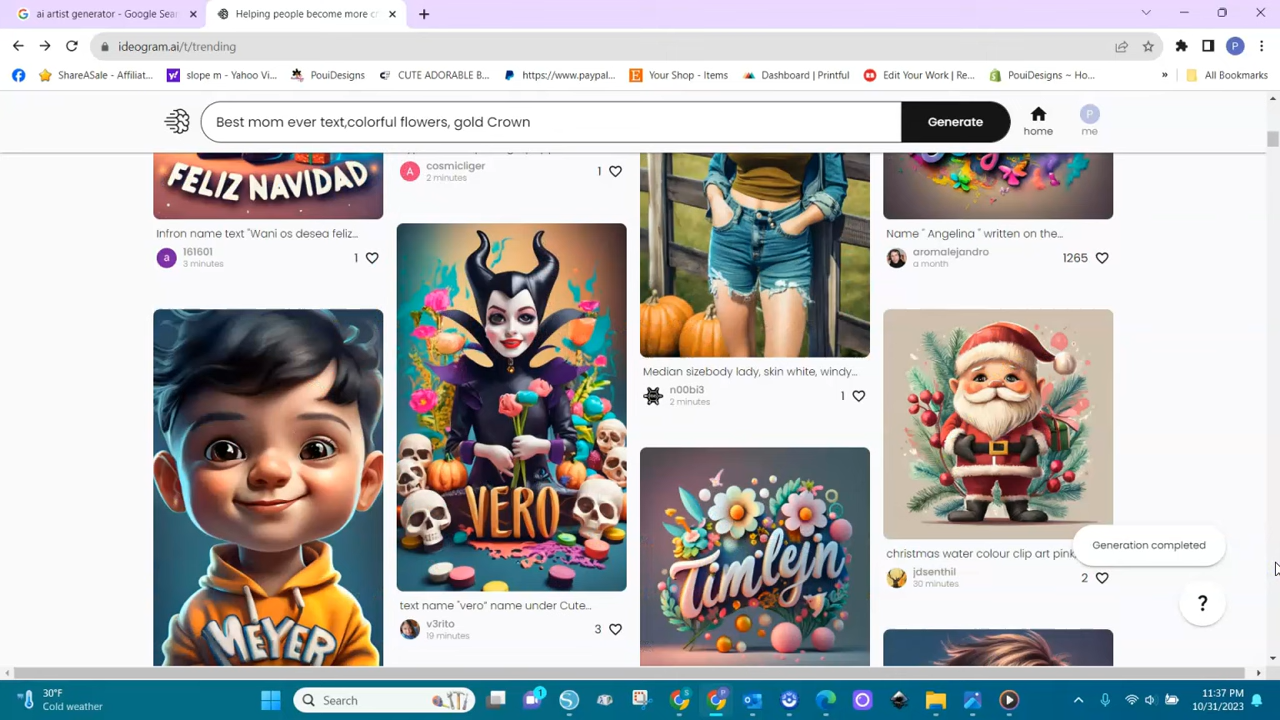 ai artist generator - Google Sear
Helping people become more cr
ideogram.ai/t/trending
P
ShareASale - Affiliat...
slope m - Yahoo Vi...
PouiDesigns
CUTE ADORABLE B...
https://www.paypal...
Your Shop - Items
Dashboard | Printful
Edit Your Work | Re...
PouiDesigns ~ Ho...
»
All Bookmarks
Best mom ever text,colorful flowers, gold Crown
Generate
home
P
me
FELIZ NAVIDAD
Infron name text "Wani os desea feliz...
a
161601
3 minutes
1
A
cosmicliger
2 minutes
1
VERO
text name "vero" name under Cute...
v3rito
19 minutes
3
MEYER
Median sizebody lady, skin white, windy...
n00bi3
2 minutes
1
Timlejn
Name " Angelina " written on the...
aromalejandro
a month
1265
christmas water colour clip art pink
jdsenthil
30 minutes
2
Generation completed
?
30°F
Cold weather
Search
1
11:37 PM
10/31/2023